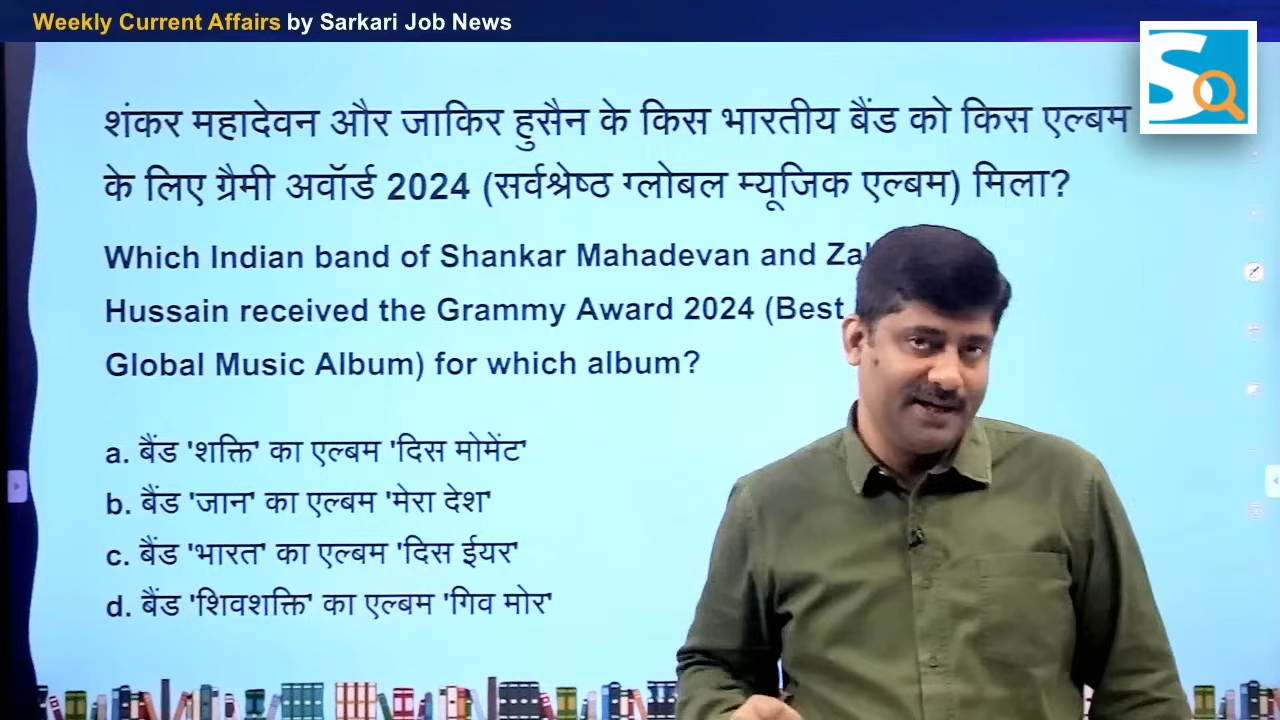 Weekly Current Affairs by Sarkari Job News
शंकर महादेवन और जाकिर हुसैन के किस भारतीय बैंड को किस एल्बम
के लिए ग्रैमी अवॉर्ड 2024 (सर्वश्रेष्ठ ग्लोबल म्यूजिक एल्बम) मिला?
Which Indian band of Shankar Mahadevan and
Hussain received the Grammy Award 2024 (Best
Global Music Album) for which album?
a. बैंड 'शक्ति' का एल्बम 'दिस मोमेंट'
b. बैंड 'जान' का एल्बम 'मेरा देश'
c. बैंड 'भारत' का एल्बम 'दिस ईयर'
d. बैंड 'शिवशक्ति' का एल्बम 'गिव मोर'